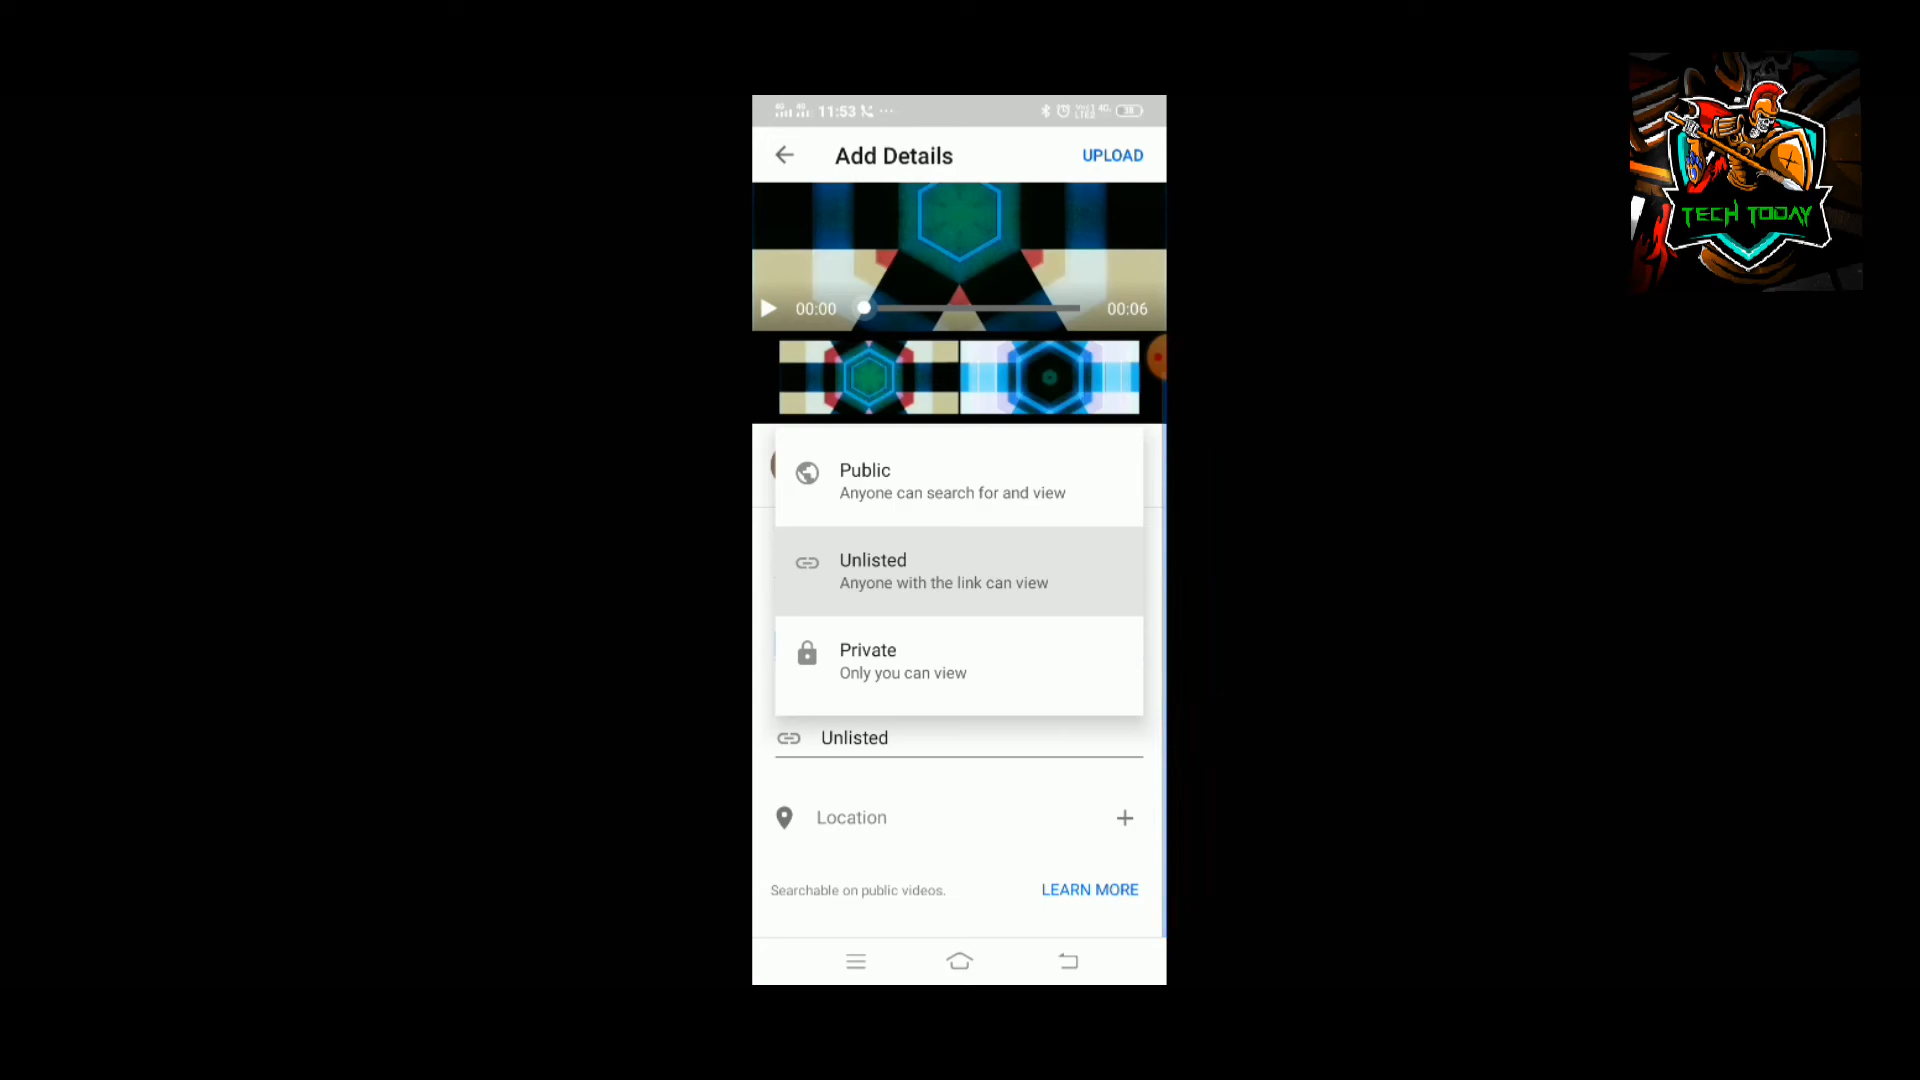 11:53 ...
38
Add Details
UPLOAD
00:00
00:06
Public
Anyone can search for and view
Unlisted
Anyone with the link can view
Private
Only you can view
Unlisted
Location
Searchable on public videos.
LEARN MORE
TECH TODAY